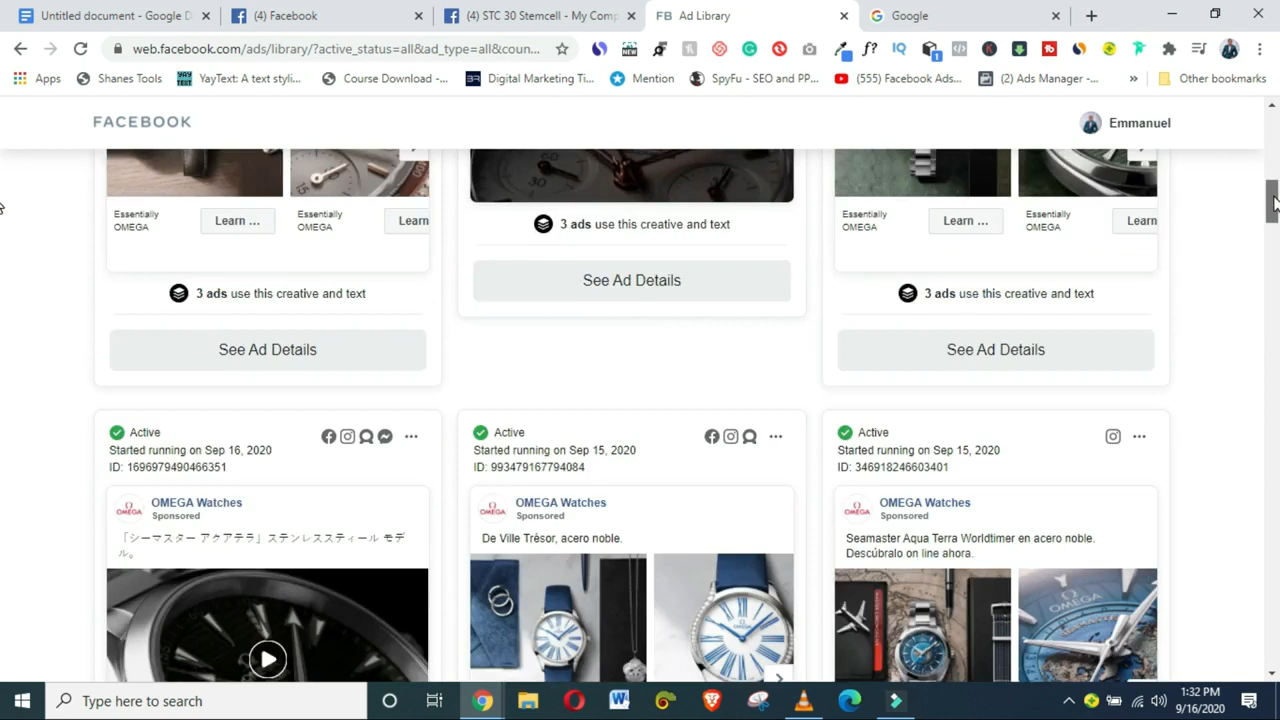 Untitled document - Google D
(4) Facebook
(4) STC 30 Stemcell - My Comp
FB Ad Library
Google
web.facebook.com/ads/library/?active_status=all&ad_type=all&coun...
NEW
f?
IQ
1
Apps
Shanes Tools
YayText: A text styli...
Course Download -...
Digital Marketing Ti...
Mention
SpyFu - SEO and PP...
(555) Facebook Ads...
(2) Ads Manager -...
»
Other bookmarks
FACEBOOK
Emmanuel
Essentially
OMEGA
Learn ...
Essentially
OMEGA
Learn
3 ads use this creative and text
See Ad Details
30
3 ads use this creative and text
See Ad Details
Essentially
OMEGA
Learn ...
Essentially
OMEGA
Learn
3 ads use this creative and text
See Ad Details
Active
Started running on Sep 16, 2020
ID: 1696979490466351
OMEGA Watches
Sponsored
「シーマスター アクアテラ」ステンレススティール モデ
ル。
Active
Started running on Sep 15, 2020
ID: 993479167794084
OMEGA Watches
Sponsored
De Ville Trésor, acero noble.
Active
Started running on Sep 15, 2020
ID: 346918246603401
OMEGA Watches
Sponsored
Seamaster Aqua Terra Worldtimer en acero noble.
Descúbralo on line ahora.
OMEGA
Type here to search
1:32 PM
9/16/2020